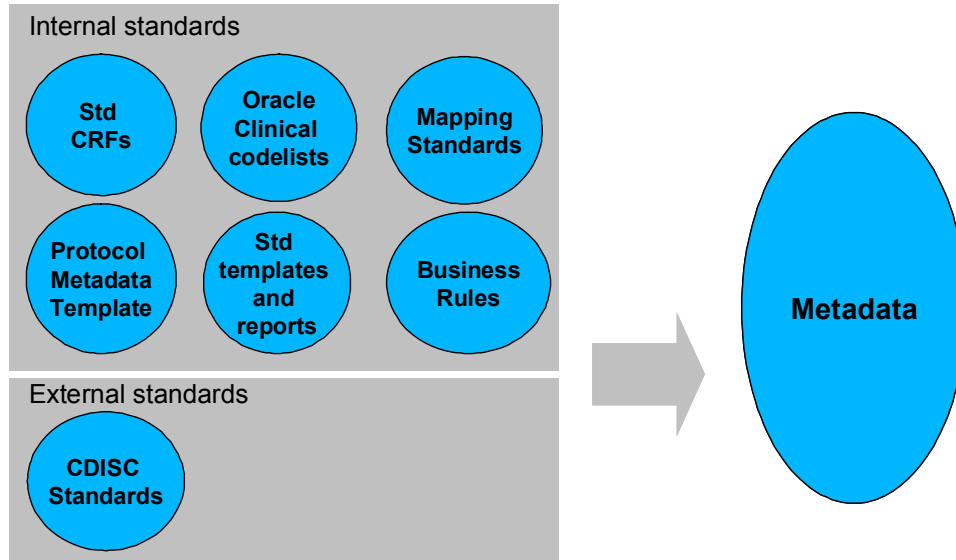 Internal standards
Std
CRFs
Oracle
Clinical
codelists
Mapping
Standards
Protocol
Metadata
Template
Std
templates
and
reports
Business
Rules
External standards
CDISC
Standards
Metadata